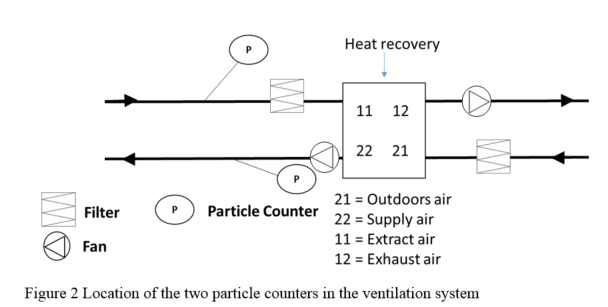 Heat recovery
P
11 12
22 21
P
21 = Outdoors air
22 = Supply air
11 = Extract air
12 = Exhaust air
Filter
P
Particle Counter
Fan
Figure 2 Location of the two particle counters in the ventilation system